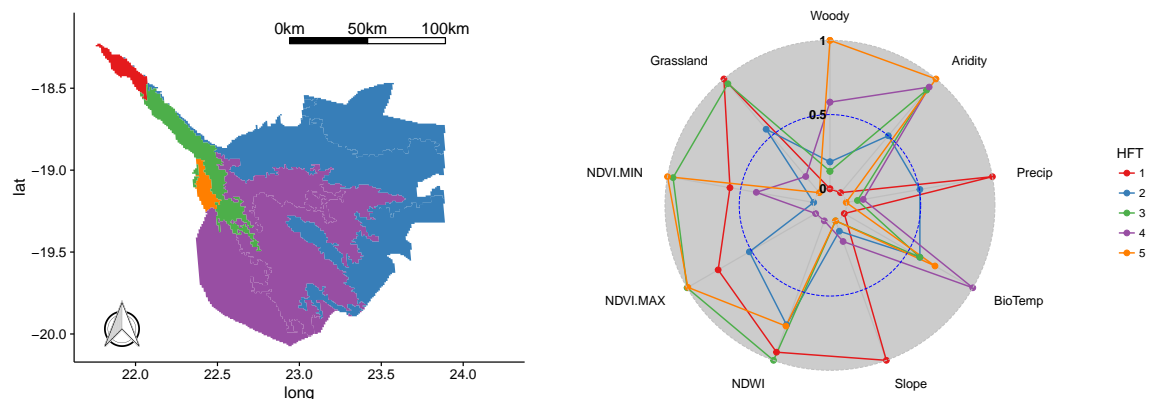 0km 50km 100km
−18.5
−19.0
−19.5
−20.0
lat
22.0 22.5 23.0 23.5 24.0
long
Woody
Aridity
Precip
BioTemp
Slope
NDWI
NDVI.MAX
NDVI.MIN
Grassland
1
0.5
0
HFT
1
2
3
4
5